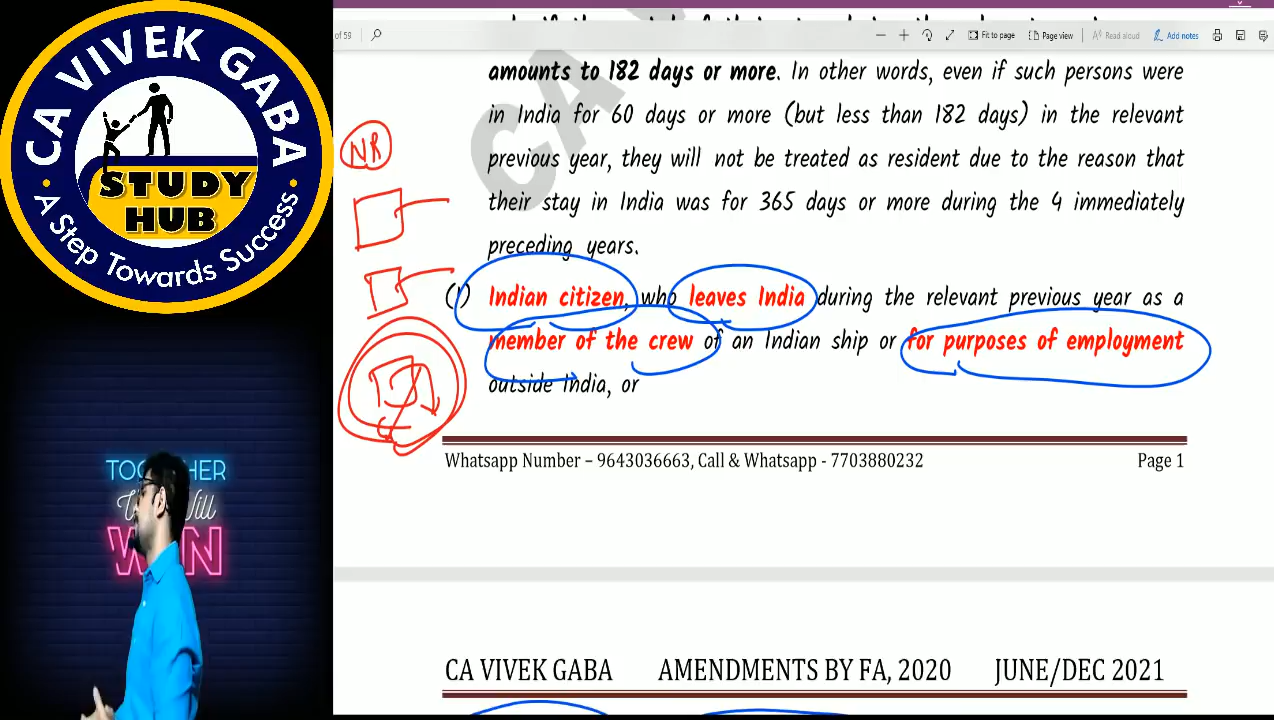 CA VIVEK GABA
STUDY
HUB
A Step Towards Success
TOGETHER
WIN
of 59
Fit to page
Page view
Read aloud
Add notes
amounts to 182 days or more. In other words, even if such persons were
in India for 60 days or more (but less than 182 days) in the relevant
previous year, they will not be treated as resident due to the reason that
their stay in India was for 365 days or more during the 4 immediately
preceding years.
NR
(1) Indian citizen, who leaves India during the relevant previous year as a
member of the crew of an Indian ship or for purposes of employment
outside India, or
Whatsapp Number – 9643036663, Call & Whatsapp - 7703880232 Page 1
CA VIVEK GABA AMENDMENTS BY FA, 2020 JUNE/DEC 2021